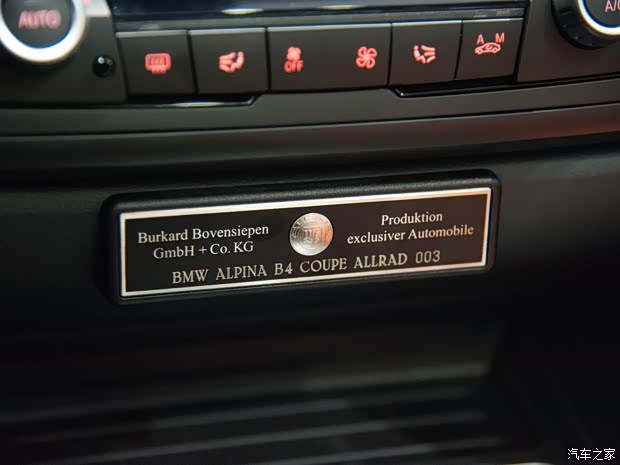 AUTO
A/C
A M
OFF
Burkard Bovensiepen
GmbH + Co. KG
Produktion
exclusiver Automobile
BMW ALPINA B4 COUPE ALLRAD 003
汽车之家